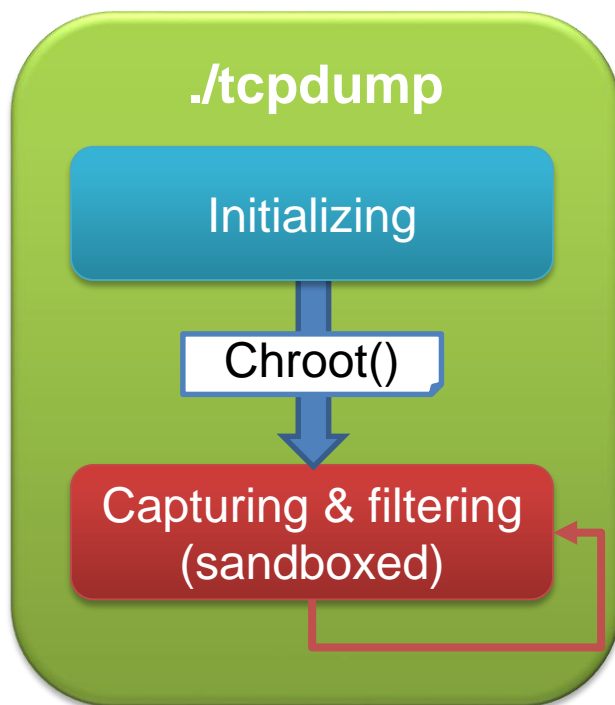 ./tcpdump
Initializing
Chroot()
Capturing & filtering
(sandboxed)